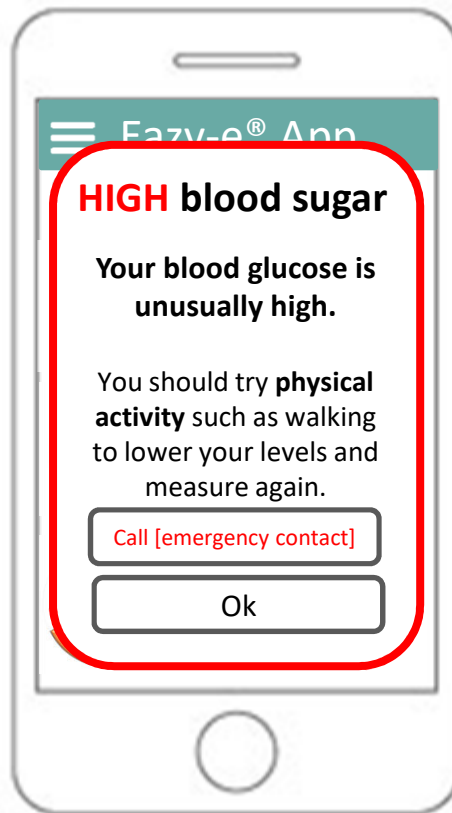 Eazy-e® App
HIGH blood sugar
Your blood glucose is
unusually high.
You should try physical
activity such as walking
to lower your levels and
measure again.
Call [emergency contact]
Ok